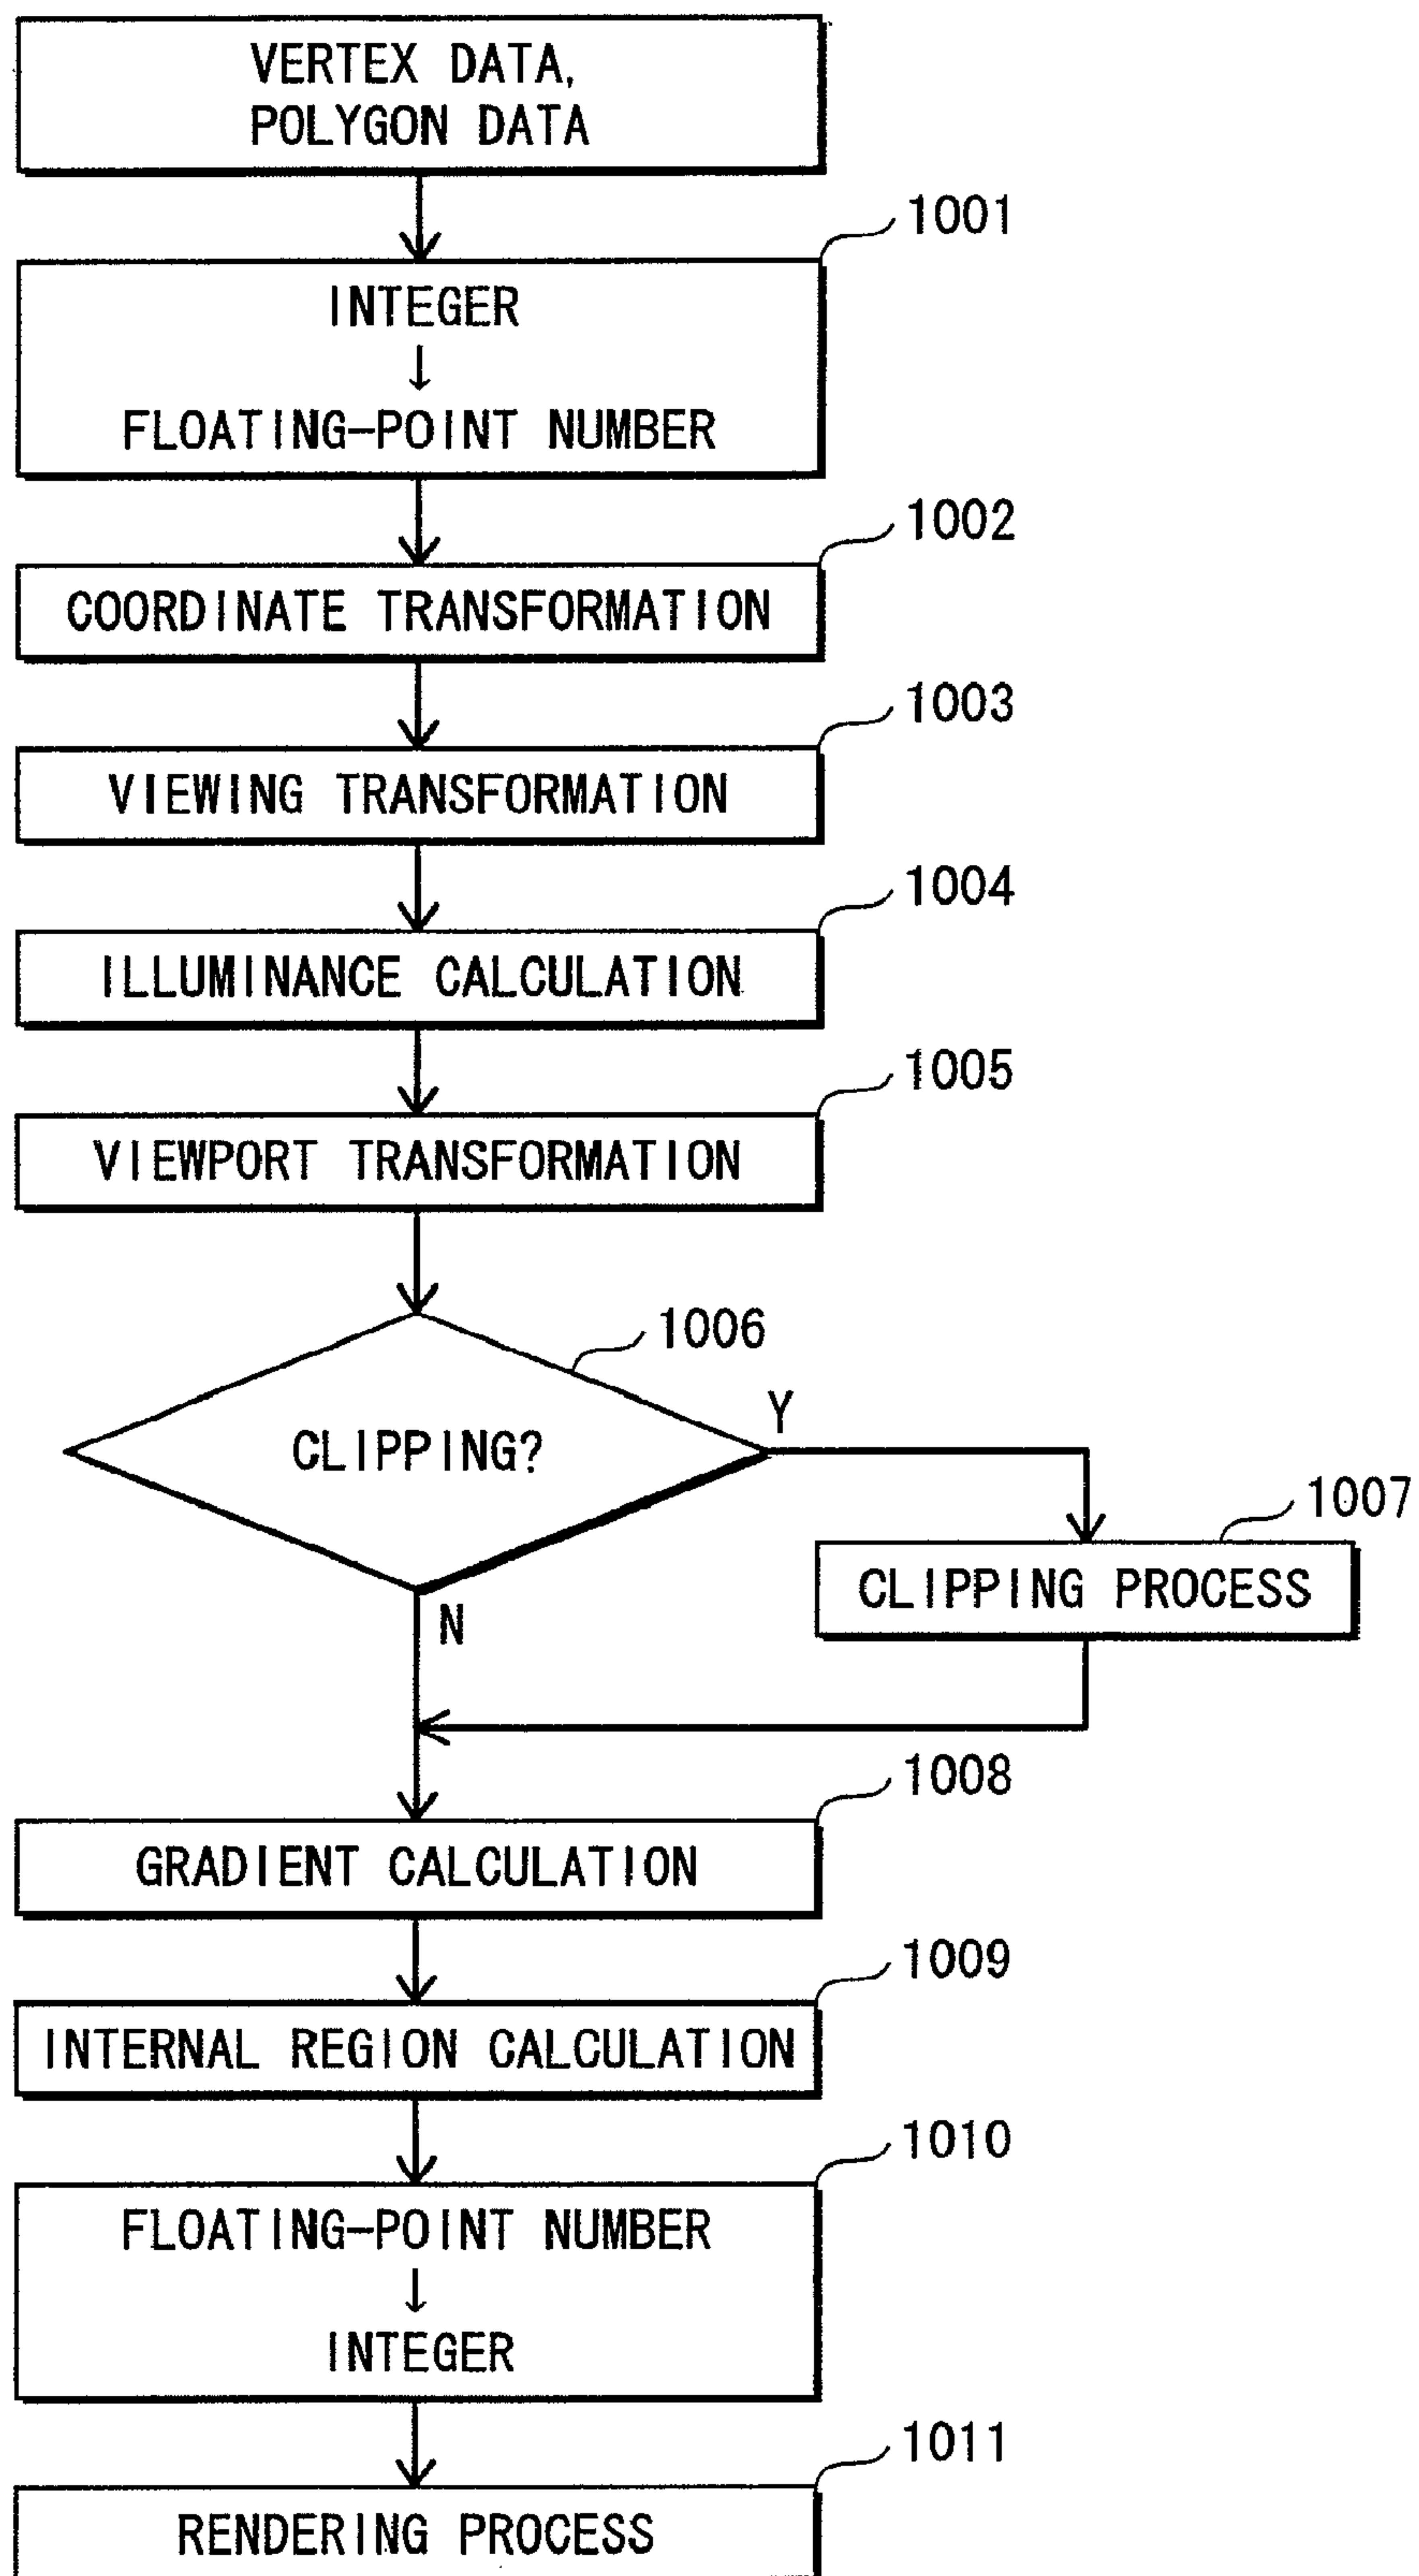 VERTEX DATA,
POLYGON DATA
1001
INTEGER
↓
FLOATING-POINT NUMBER
1002
COORDINATE TRANSFORMATION
1003
VIEWING TRANSFORMATION
1004
ILLUMINANCE CALCULATION
1005
VIEWPORT TRANSFORMATION
1006
CLIPPING?
Y
N
1007
CLIPPING PROCESS
1008
GRADIENT CALCULATION
1009
INTERNAL REGION CALCULATION
1010
FLOATING-POINT NUMBER
↓
INTEGER
1011
RENDERING PROCESS